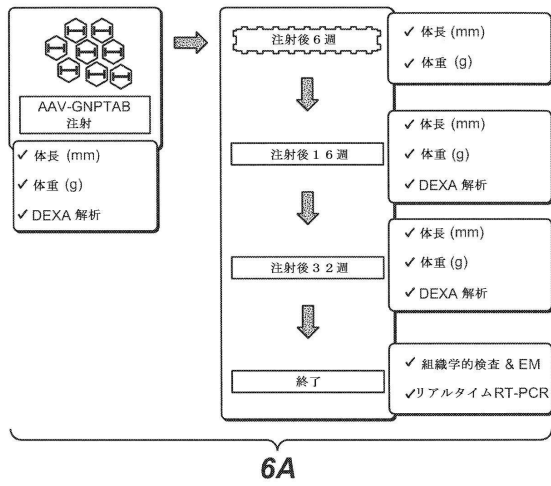 AAV-GNPTAB
注射
✓ 体長 (mm)
✓ 体重 (g)
✓ DEXA 解析
注射後6週
✓ 体長 (mm)
✓ 体重 (g)
注射後16週
✓ 体長 (mm)
✓ 体重 (g)
✓ DEXA 解析
注射後32週
✓ 体長 (mm)
✓ 体重 (g)
✓ DEXA 解析
終了
✓ 組織学的検査 & EM
✓リアルタイムRT-PCR
6A